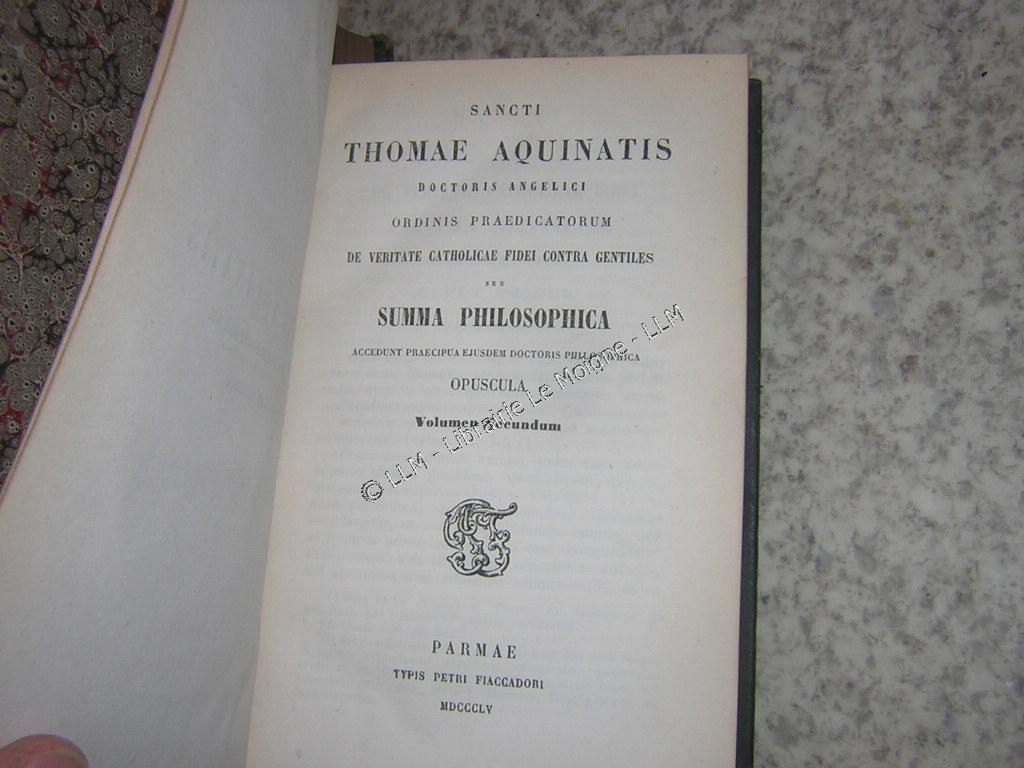 SANCTI
THOMAE AQUINATIS
DOCTORIS ANGELICI
ORDINIS PRAEDICATORUM
DE VERITATE CATHOLICAE FIDEI CONTRA GENTILES
SEU
SUMMA PHILOSOPHICA
ACCEDUNT PRAECIPUA EJUSDEM DOCTORIS PHILOSOPHICA
OPUSCULA
Volumen Secundum
© LLM - Librairie Le Moigne - LLM
PARMAE
TYPIS PETRI FIACCADORI
MDCCCLV